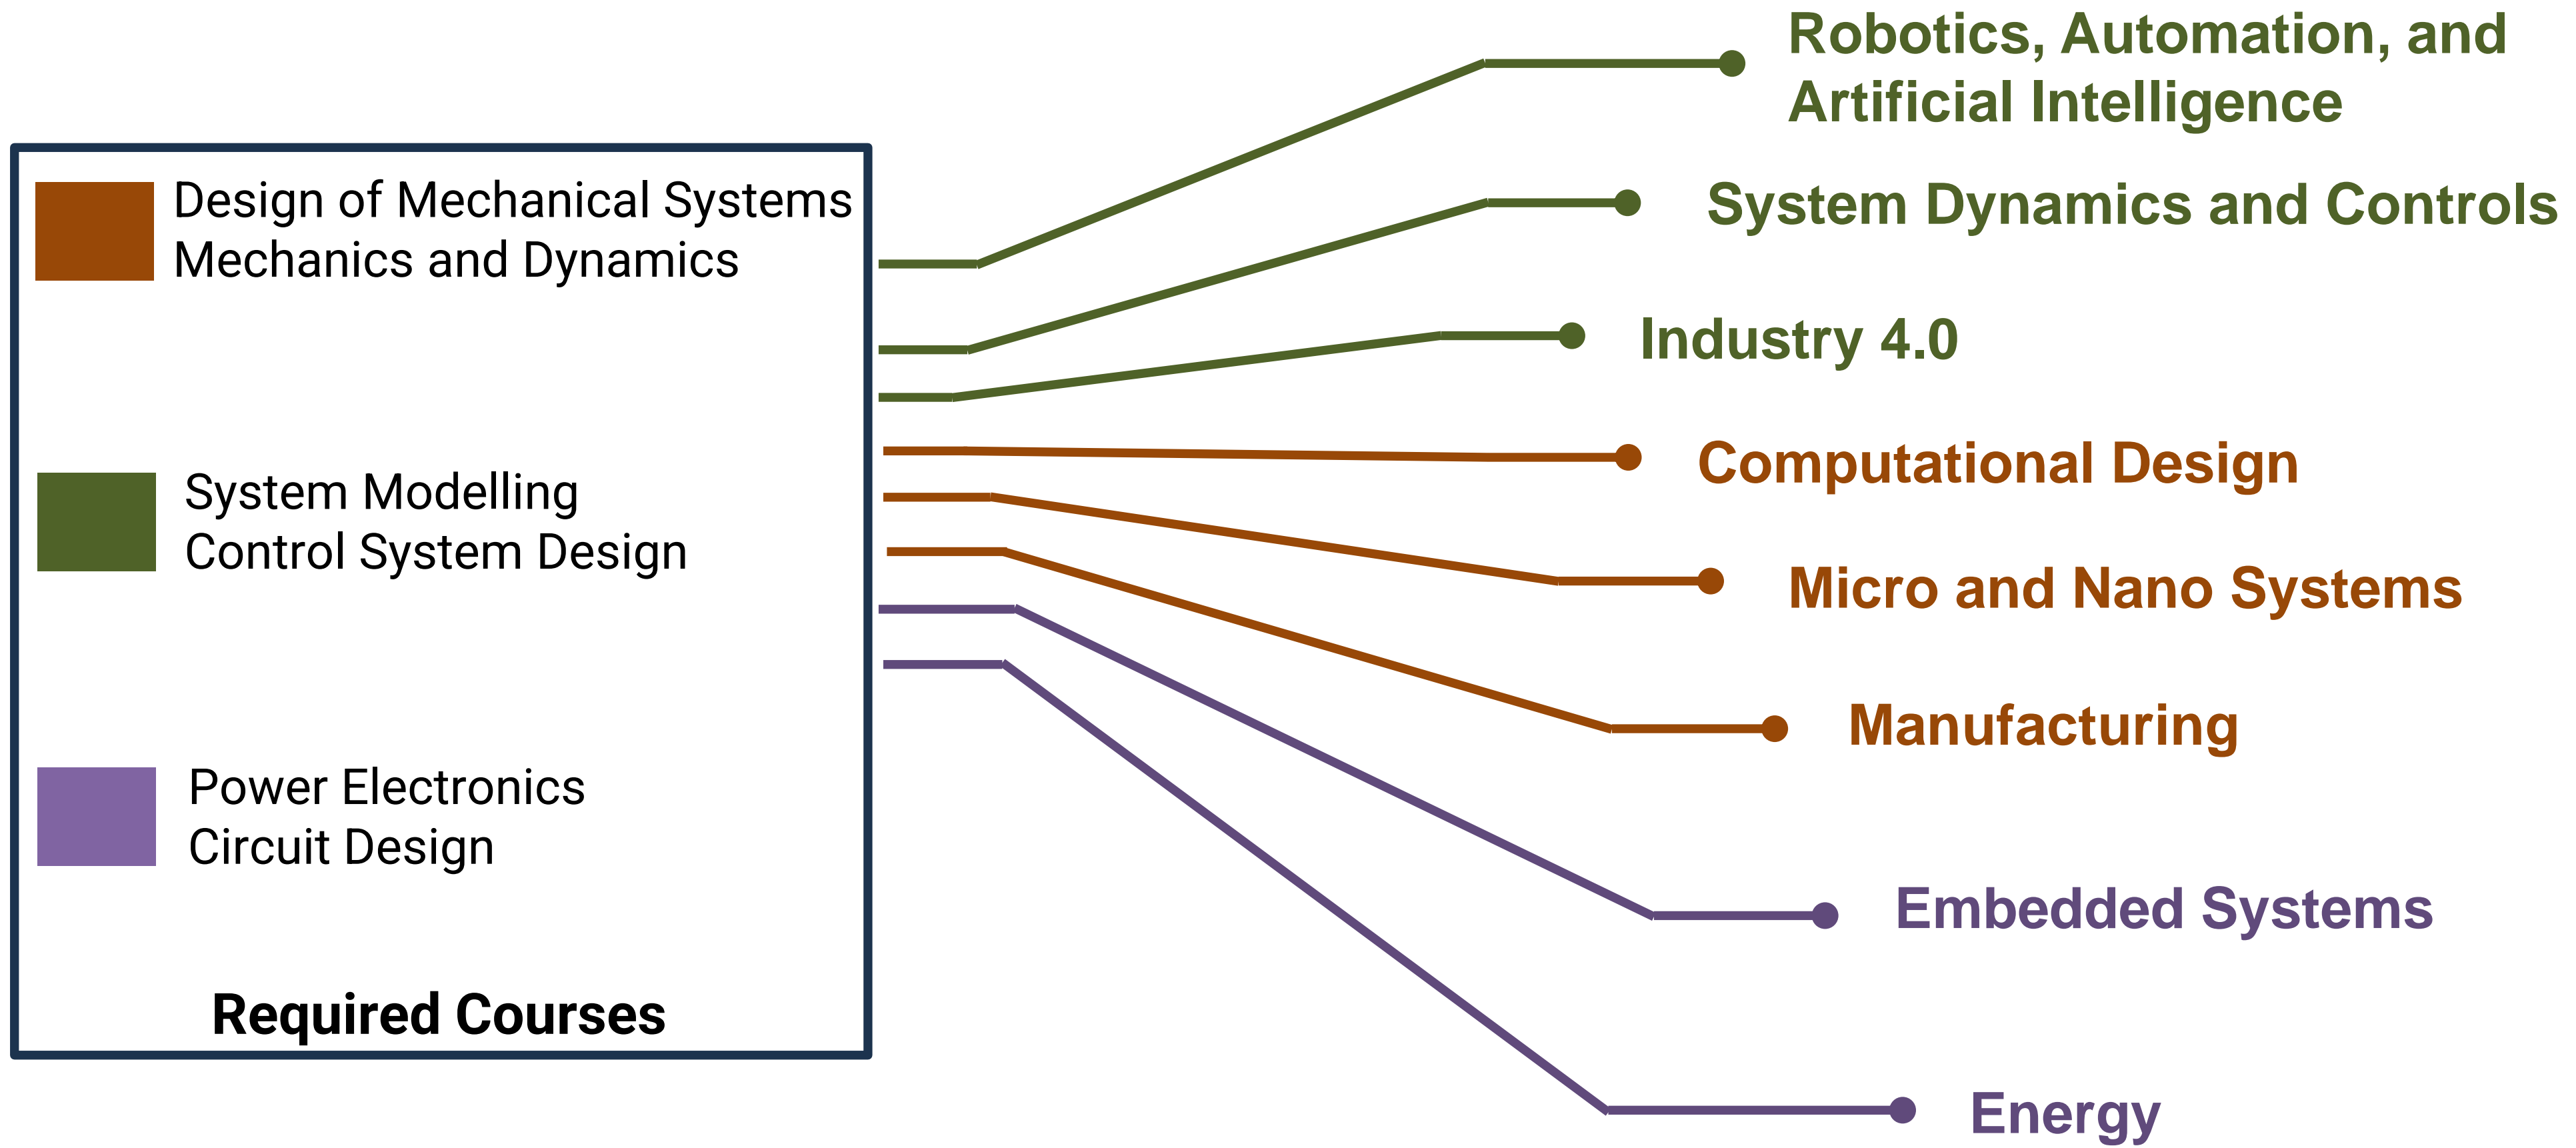 Design of Mechanical Systems
Mechanics and Dynamics
System Modelling
Control System Design
Power Electronics
Circuit Design
Required Courses
Robotics, Automation, and
Artificial Intelligence
System Dynamics and Controls
Industry 4.0
Computational Design
Micro and Nano Systems
Manufacturing
Embedded Systems
Energy